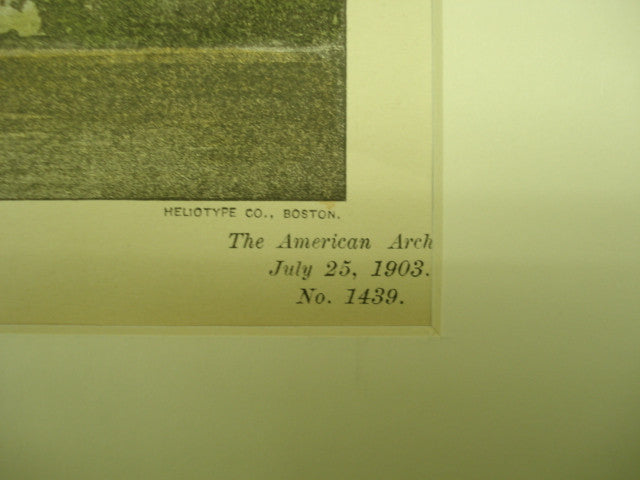 HELIOTYPE CO., BOSTON.
The American Arch
July 25, 1903.
No. 1439.